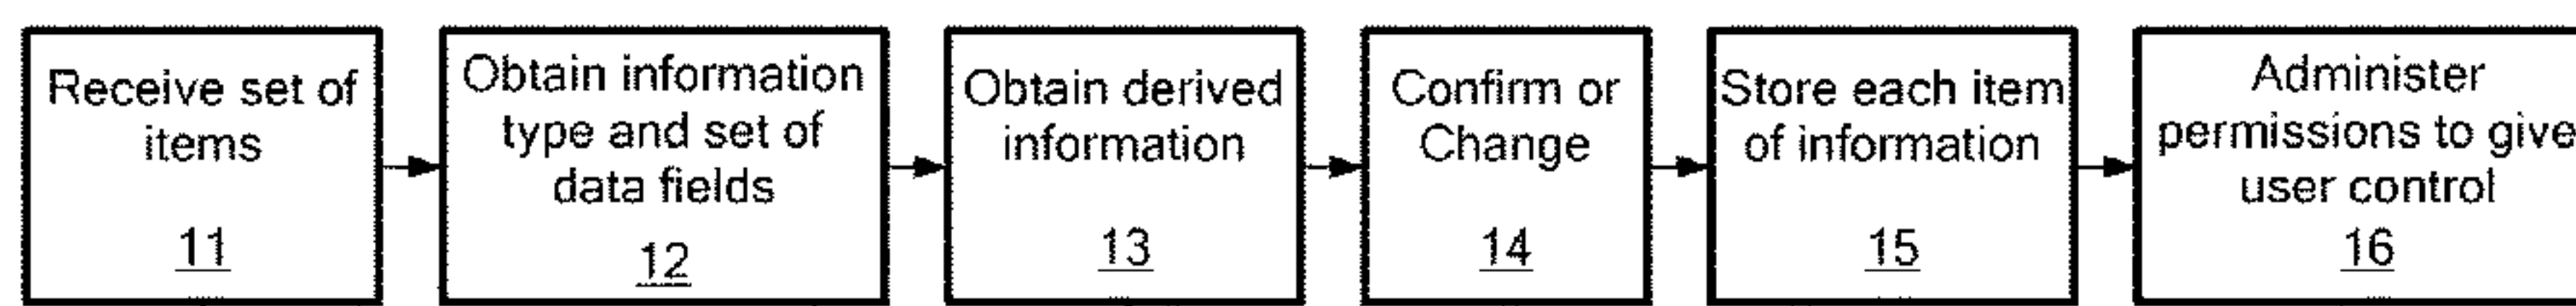 Receive set of
items
11
Obtain information
type and set of
data fields
12
Obtain derived
information
13
Confirm or
Change
14
Store each item
of information
15
Administer
permissions to give
user control
16